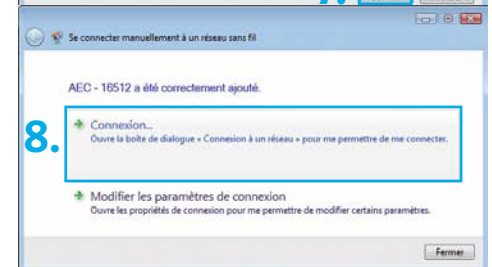 Se connecter manuellement à un réseau sans fil
AEC - 16512 a été correctement ajouté.
8.
Connexion...
Ouvre la boîte de dialogue « Connexion à un réseau » pour me permettre de me connecter.
Modifier les paramètres de connexion
Ouvre les propriétés de connexion pour me permettre de modifier certains paramètres.
Fermer